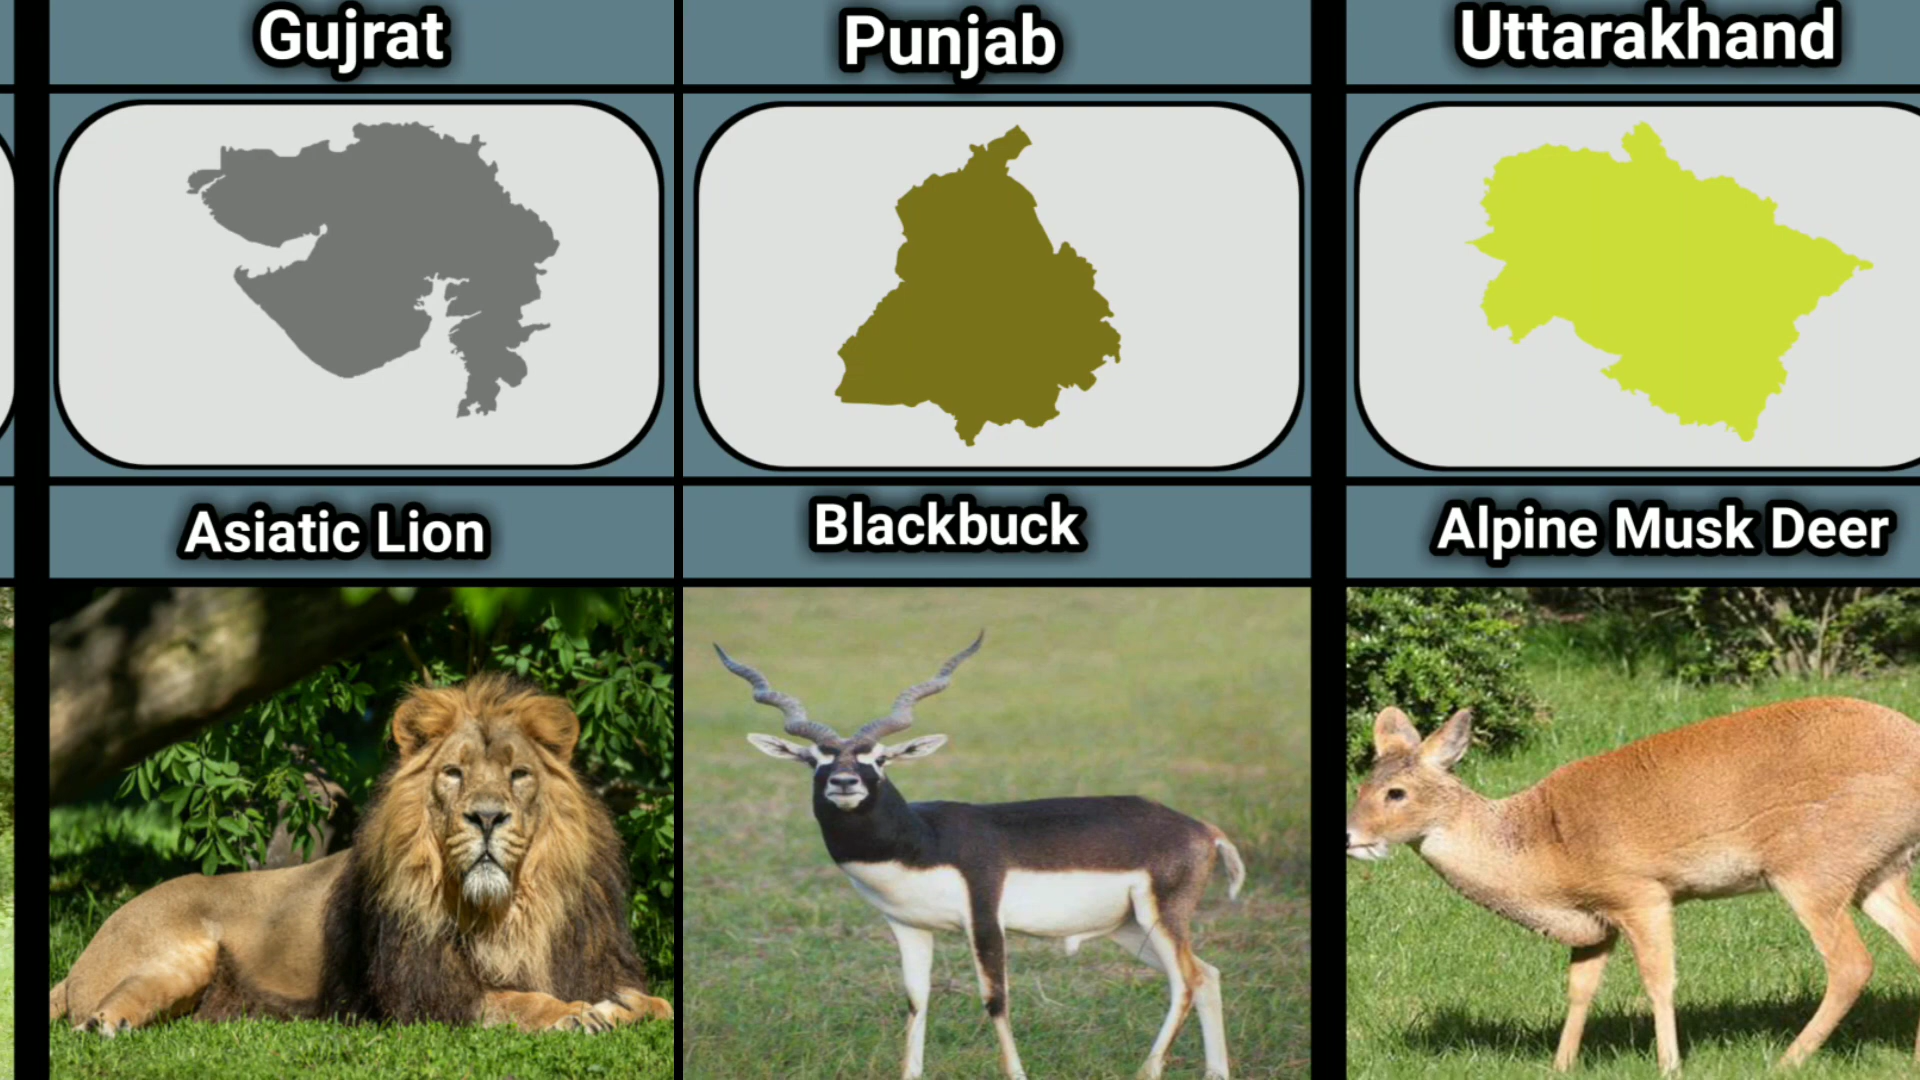 Gujrat
Punjab
Uttarakhand
Asiatic Lion
Blackbuck
Alpine Musk Deer